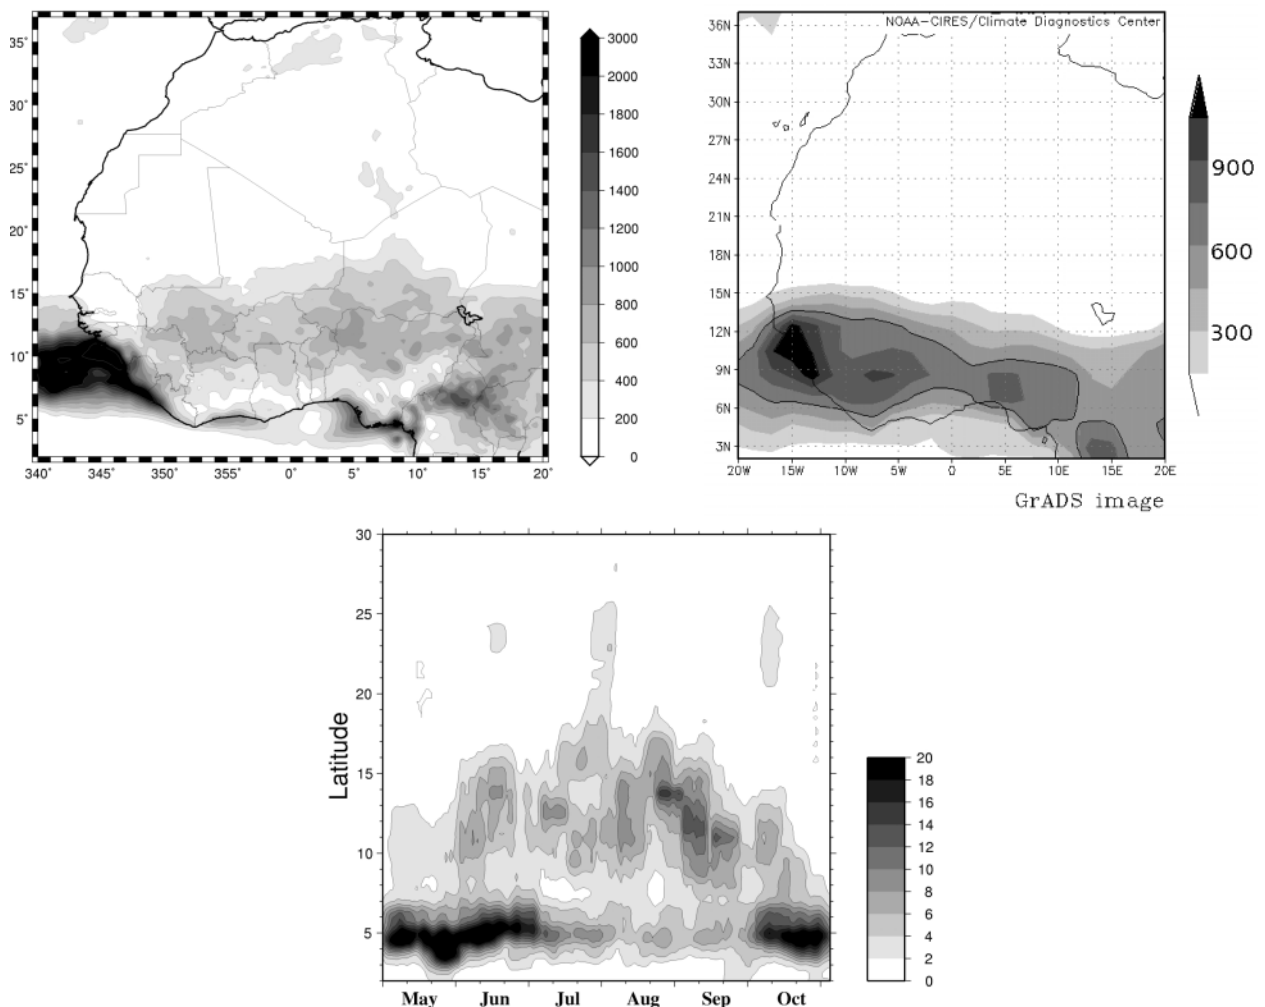 35°
30°
25°
20°
15°
10°
5°
340° 345° 350° 355° 0° 5° 10° 15° 20°
3000
2000
1800
1600
1400
1200
1000
800
600
400
200
0
NOAA-CIRES/Climate Diagnostics Center
36N
33N
30N
27N
24N
21N
18N
15N
12N
9N
6N
3N
20W 15W 10W 5W 0 5E 10E 15E 20E
900
600
300
GrADS image
Latitude
30
25
20
15
10
5
May Jun Jul Aug Sep Oct
20
18
16
14
12
10
8
6
4
2
0